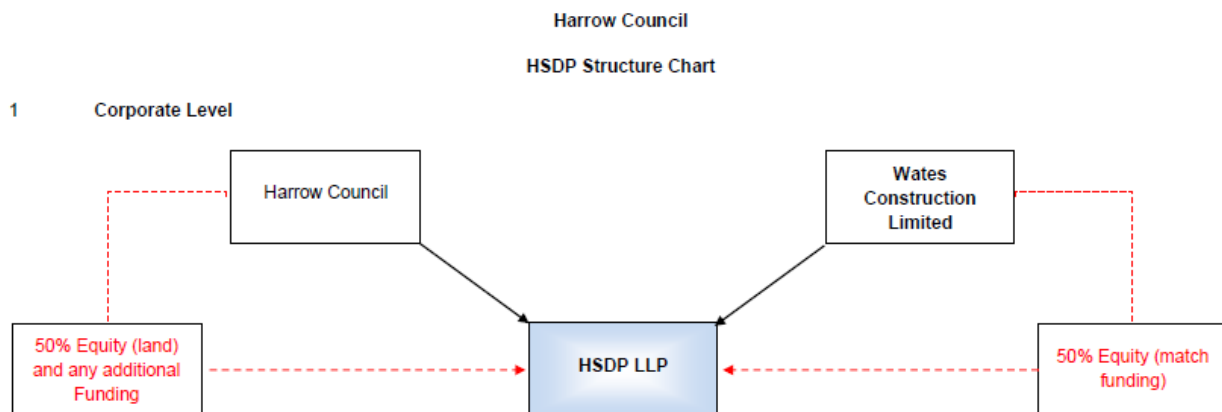 Harrow Council
HSDP Structure Chart
1 Corporate Level
Harrow Council
Wates
Construction
Limited
50% Equity (land)
and any additional
Funding
HSDP LLP
50% Equity (match
funding)